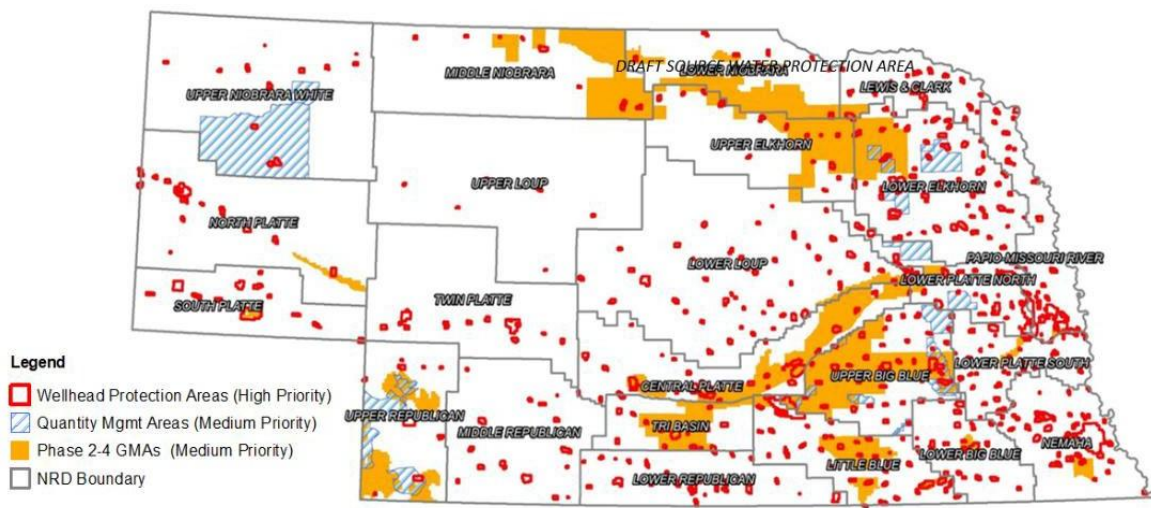 DRAFT SOURCE WATER PROTECTION AREA
MIDDLE NIOBRARA
LOWER NIOBRARA
LEWIS & CLARK
UPPER NIOBRARA WHITE
UPPER ELKHORN
UPPER LOUP
LOWER ELKHORN
NORTH PLATTE
LOWER LOUP
PAPIO-MISSOURI RIVER
LOWER PLATTE NORTH
SOUTH PLATTE
TWIN PLATTE
Legend
Wellhead Protection Areas (High Priority)
Quantity Mgmt Areas (Medium Priority)
Phase 2-4 GMAs (Medium Priority)
NRD Boundary
LOWER PLATTE SOUTH
CENTRAL PLATTE
UPPER BIG BLUE
UPPER REPUBLICAN
MIDDLE REPUBLICAN
TRI BASIN
NEMAHA
LOWER BIG BLUE
LITTLE BLUE
LOWER REPUBLICAN